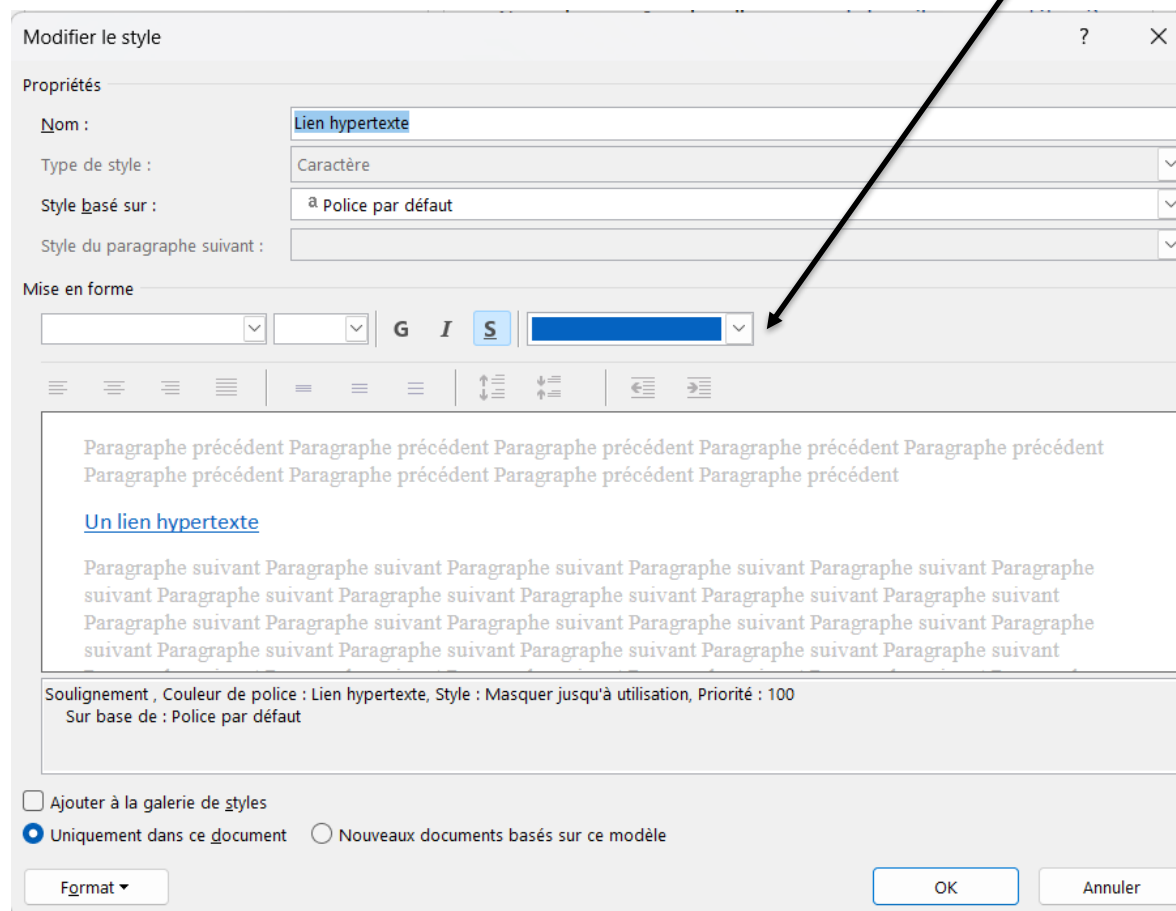 Modifier le style
?
Propriétés
Nom :
Lien hypertexte
Type de style :
Caractère
Style basé sur :
a Police par défaut
Style du paragraphe suivant :
Mise en forme
G I S
Paragraphe précédent Paragraphe précédent Paragraphe précédent Paragraphe précédent Paragraphe précédent
Paragraphe précédent Paragraphe précédent Paragraphe précédent Paragraphe précédent
Un lien hypertexte
Paragraphe suivant Paragraphe suivant Paragraphe suivant Paragraphe suivant Paragraphe suivant Paragraphe
suivant Paragraphe suivant Paragraphe suivant Paragraphe suivant Paragraphe suivant Paragraphe suivant
Paragraphe suivant Paragraphe suivant Paragraphe suivant Paragraphe suivant Paragraphe suivant Paragraphe
suivant Paragraphe suivant Paragraphe suivant Paragraphe suivant Paragraphe suivant Paragraphe suivant
Soulignement , Couleur de police : Lien hypertexte, Style : Masquer jusqu'à utilisation, Priorité : 100
Sur base de : Police par défaut
Ajouter à la galerie de styles
Uniquement dans ce document
Nouveaux documents basés sur ce modèle
Format
OK
Annuler